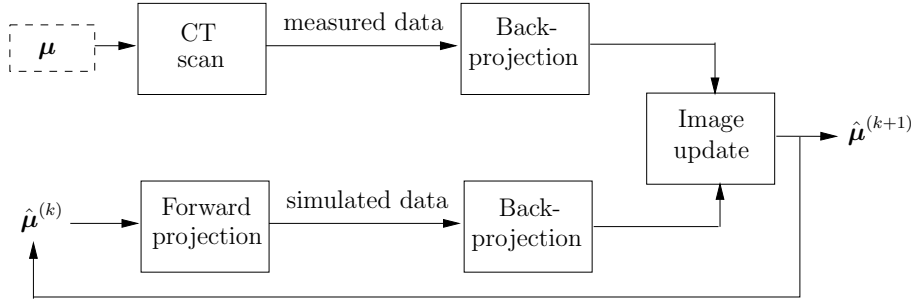 μ
CT
scan
measured data
Back-
projection
Image
update
μ̂^(k+1)
μ̂^(k)
Forward
projection
simulated data
Back-
projection